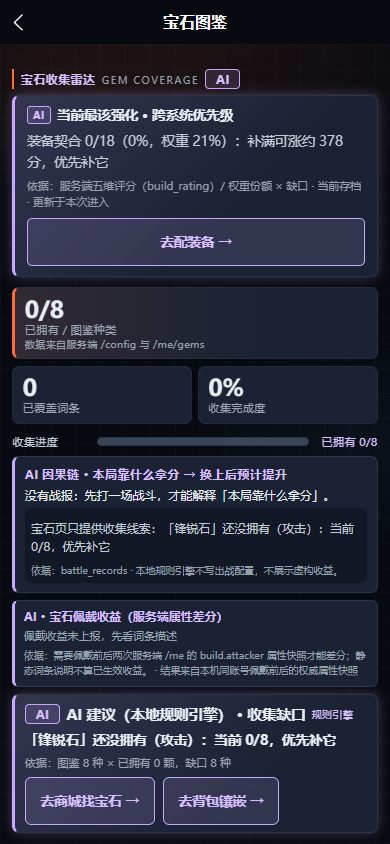 宝石图鉴
宝石收集雷达 GEM COVERAGE AI
AI 当前最该强化 • 跨系统优先级
装备契合 0/18（0%，权重 21%）：补满可涨约 378
分，优先补它
依据：服务端五维评分（build_rating）/ 权重份额 × 缺口 · 当前存档
· 更新于本次进入
去配装备 →
0/8
已拥有 / 图鉴种类
数据来自服务端 /config 与 /me/gems
0
已覆盖词条
0%
收集完成度
收集进度 已拥有 0/8
AI 因果链 • 本局靠什么拿分 → 换上后预计提升
没有战报：先打一场战斗，才能解释「本局靠什么拿分」。
宝石页只提供收集线索：「锋锐石」还没拥有（攻击）：当前
0/8，优先补它
依据：battle_records · 本地规则引擎不写出战配置，不展示虚构收益。
AI • 宝石佩戴收益（服务端属性差分）
佩戴收益未上报，先看词条描述
依据：需要佩戴前后两次服务端 /me 的 build.attacker 属性快照才能差分；静
态词条说明不算已生效收益。 · 结果来自本机同账号佩戴前后的权威属性快照
AI AI 建议（本地规则引擎） • 收集缺口 规则引擎
「锋锐石」还没拥有（攻击）：当前 0/8，优先补它
依据：图鉴 8 种 × 已拥有 0 颗，缺口 8 种
去商城找宝石 →
去背包镶嵌 →